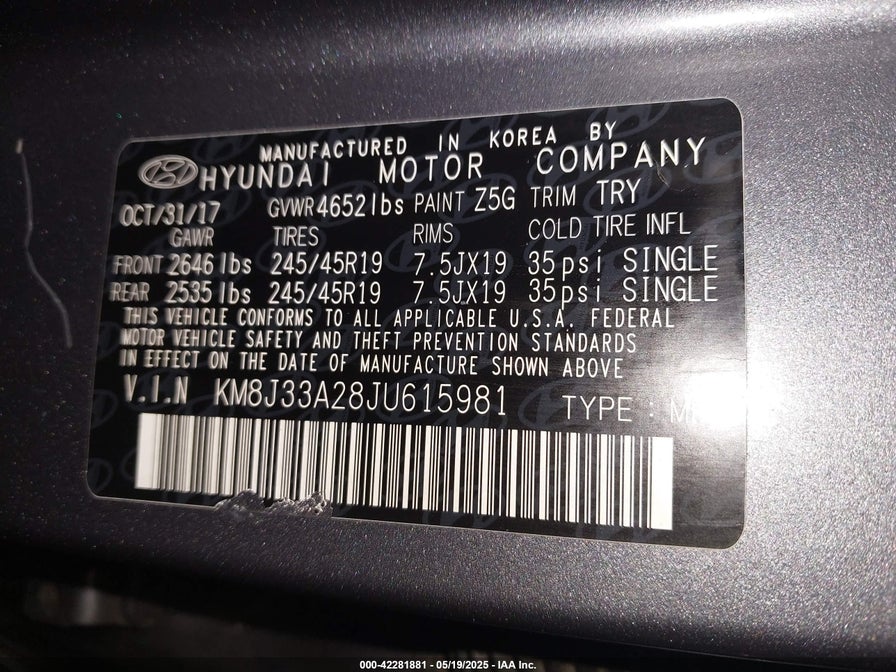 MANUFACTURED IN KOREA BY
HYUNDAI MOTOR COMPANY
OCT/31/17 GVWR 4652lbs PAINT Z5G TRIM TRY
GAWR TIRES RIMS COLD TIRE INFL
FRONT 2646 lbs 245/45R19 7.5JX19 35psi SINGLE
REAR 2535 lbs 245/45R19 7.5JX19 35psi SINGLE
THIS VEHICLE CONFORMS TO ALL APPLICABLE U.S.A. FEDERAL
MOTOR VEHICLE SAFETY AND THEFT PREVENTION STANDARDS
IN EFFECT ON THE DATE OF MANUFACTURE SHOWN ABOVE
V.I.N KM8J33A28JU615981 TYPE :
000-42281881 - 05/19/2025 - IAA Inc.